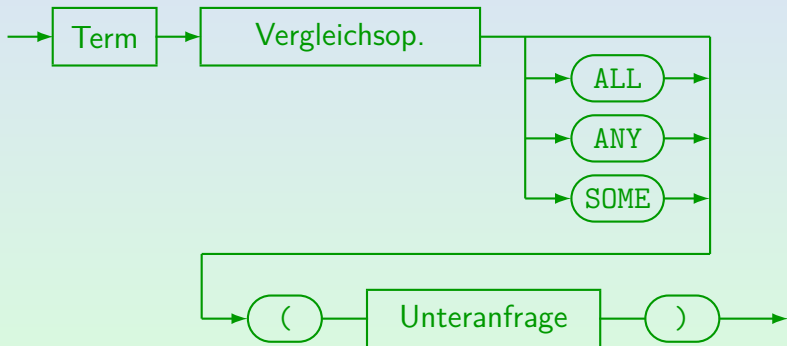 Term Vergleichsop.
ALL
ANY
SOME
( Unteranfrage )